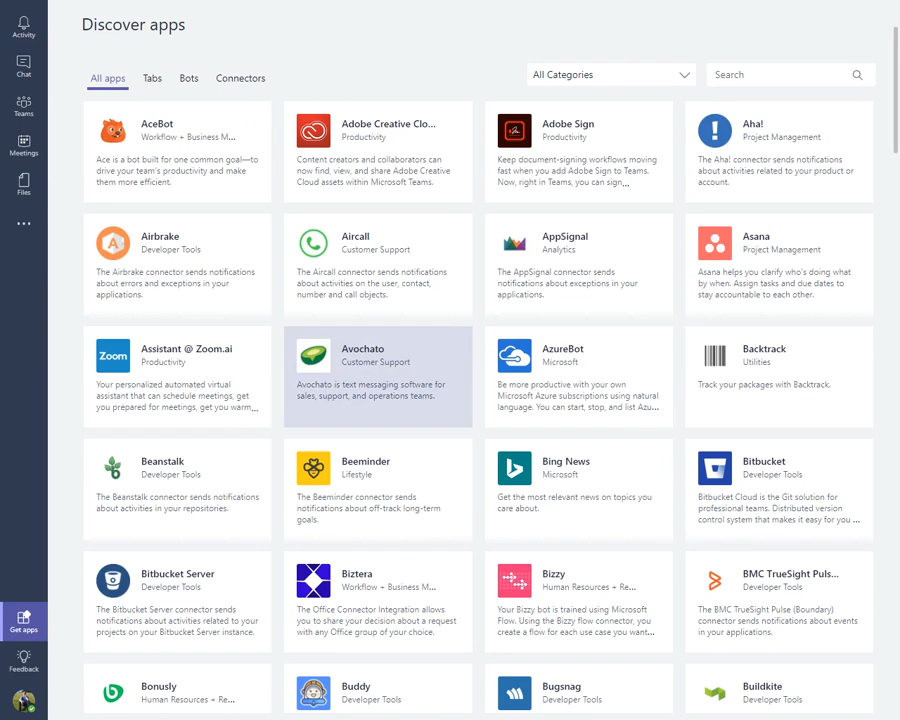 Activity
Chat
Teams
Meetings
Files
Get apps
Feedback
Discover apps
All apps
Tabs
Bots
Connectors
All Categories
Search
AceBot
Workflow + Business M...
Ace is a bot built for one common goal—to
drive your team's productivity and make
them more efficient.
Adobe Creative Clo...
Productivity
Content creators and collaborators can
now find, view, and share Adobe Creative
Cloud assets within Microsoft Teams.
Adobe Sign
Productivity
Keep document-signing workflows moving
fast when you add Adobe Sign to Teams.
Now, right in Teams, you can sign,...
Aha!
Project Management
The Aha! connector sends notifications
about activities related to your product or
account.
Airbrake
Developer Tools
The Airbrake connector sends notifications
about errors and exceptions in your
applications.
Aircall
Customer Support
The Aircall connector sends notifications
about activities on the user, contact,
number and call objects.
AppSignal
Analytics
The AppSignal connector sends
notifications about exceptions in your
applications.
Asana
Project Management
Asana helps you clarify who's doing what
by when. Assign tasks and due dates to
stay accountable to each other.
zoom
Assistant @ Zoom.ai
Productivity
Your personalized automated virtual
assistant that can schedule meetings, get
you prepared for meetings, get you warm...
Avochato
Customer Support
Avochato is text messaging software for
sales, support, and operations teams.
AzureBot
Microsoft
Be more productive with your own
Microsoft Azure subscriptions using natural
language. You can start, stop, and list Azu...
Backtrack
Utilities
Track your packages with Backtrack.
Beanstalk
Developer Tools
The Beanstalk connector sends notifications
about activities in your repositories.
Beeminder
Lifestyle
The Beeminder connector sends
notifications about off-track long-term
goals.
Bing News
Microsoft
Get the most relevant news on topics you
care about.
Bitbucket
Developer Tools
Bitbucket Cloud is the Git solution for
professional teams. Distributed version
control system that makes it easy for you ...
Bitbucket Server
Developer Tools
The Bitbucket Server connector sends
notifications about activities related to your
projects on your Bitbucket Server instance.
Biztera
Workflow + Business M...
The Office Connector Integration allows
you to share your decision about a request
with any Office group of your choice.
Bizzy
Human Resources + Re...
Your Bizzy bot is trained using Microsoft
Flow. Using the Bizzy flow connector, you
create a flow for each use case you want...
BMC TrueSight Puls...
Developer Tools
The BMC TrueSight Pulse (Boundary)
connector sends notifications about events
in your applications.
Bonusly
Human Resources + Re...
Buddy
Developer Tools
Bugsnag
Developer Tools
Buildkite
Developer Tools